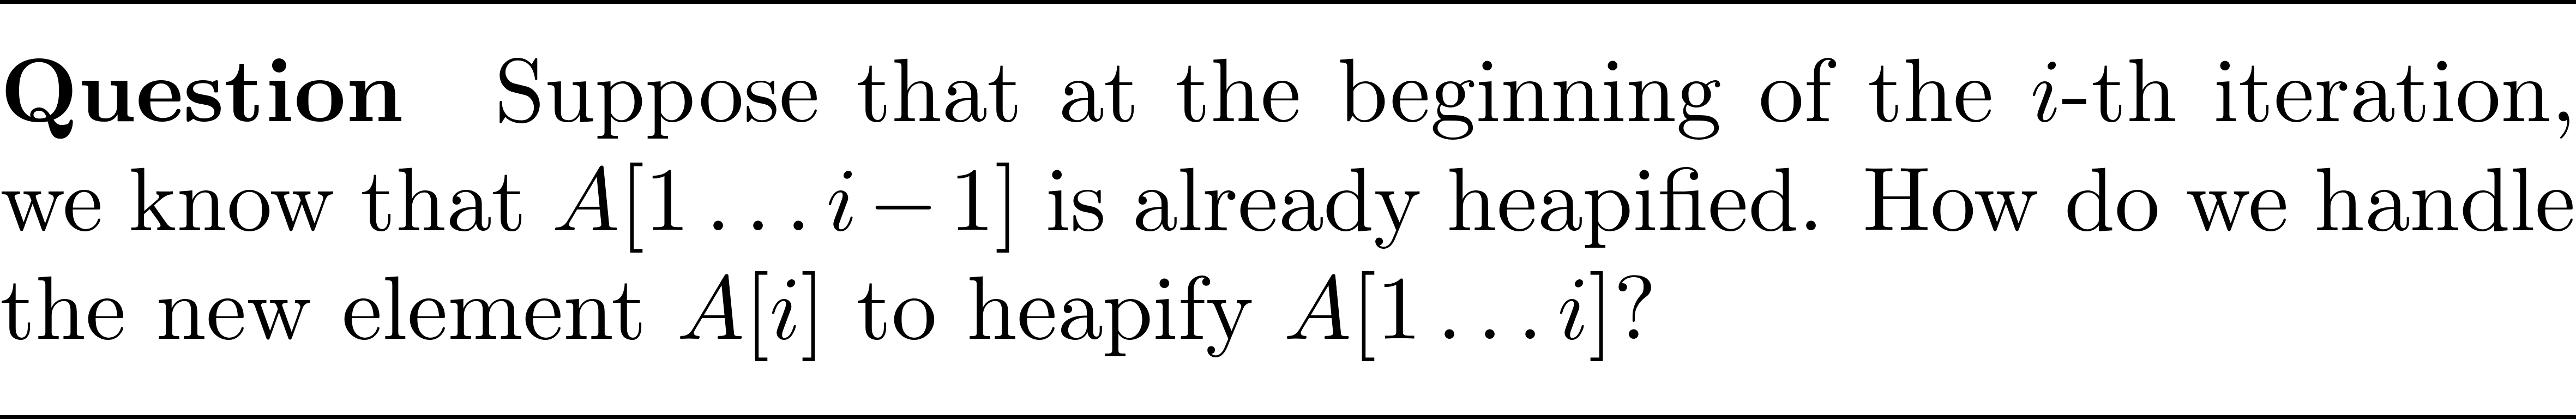 Question Suppose that at the beginning of the i-th iteration,
we know that A[1 . . . i − 1] is already heapified. How do we handle
the new element A[i] to heapify A[1 . . . i]?